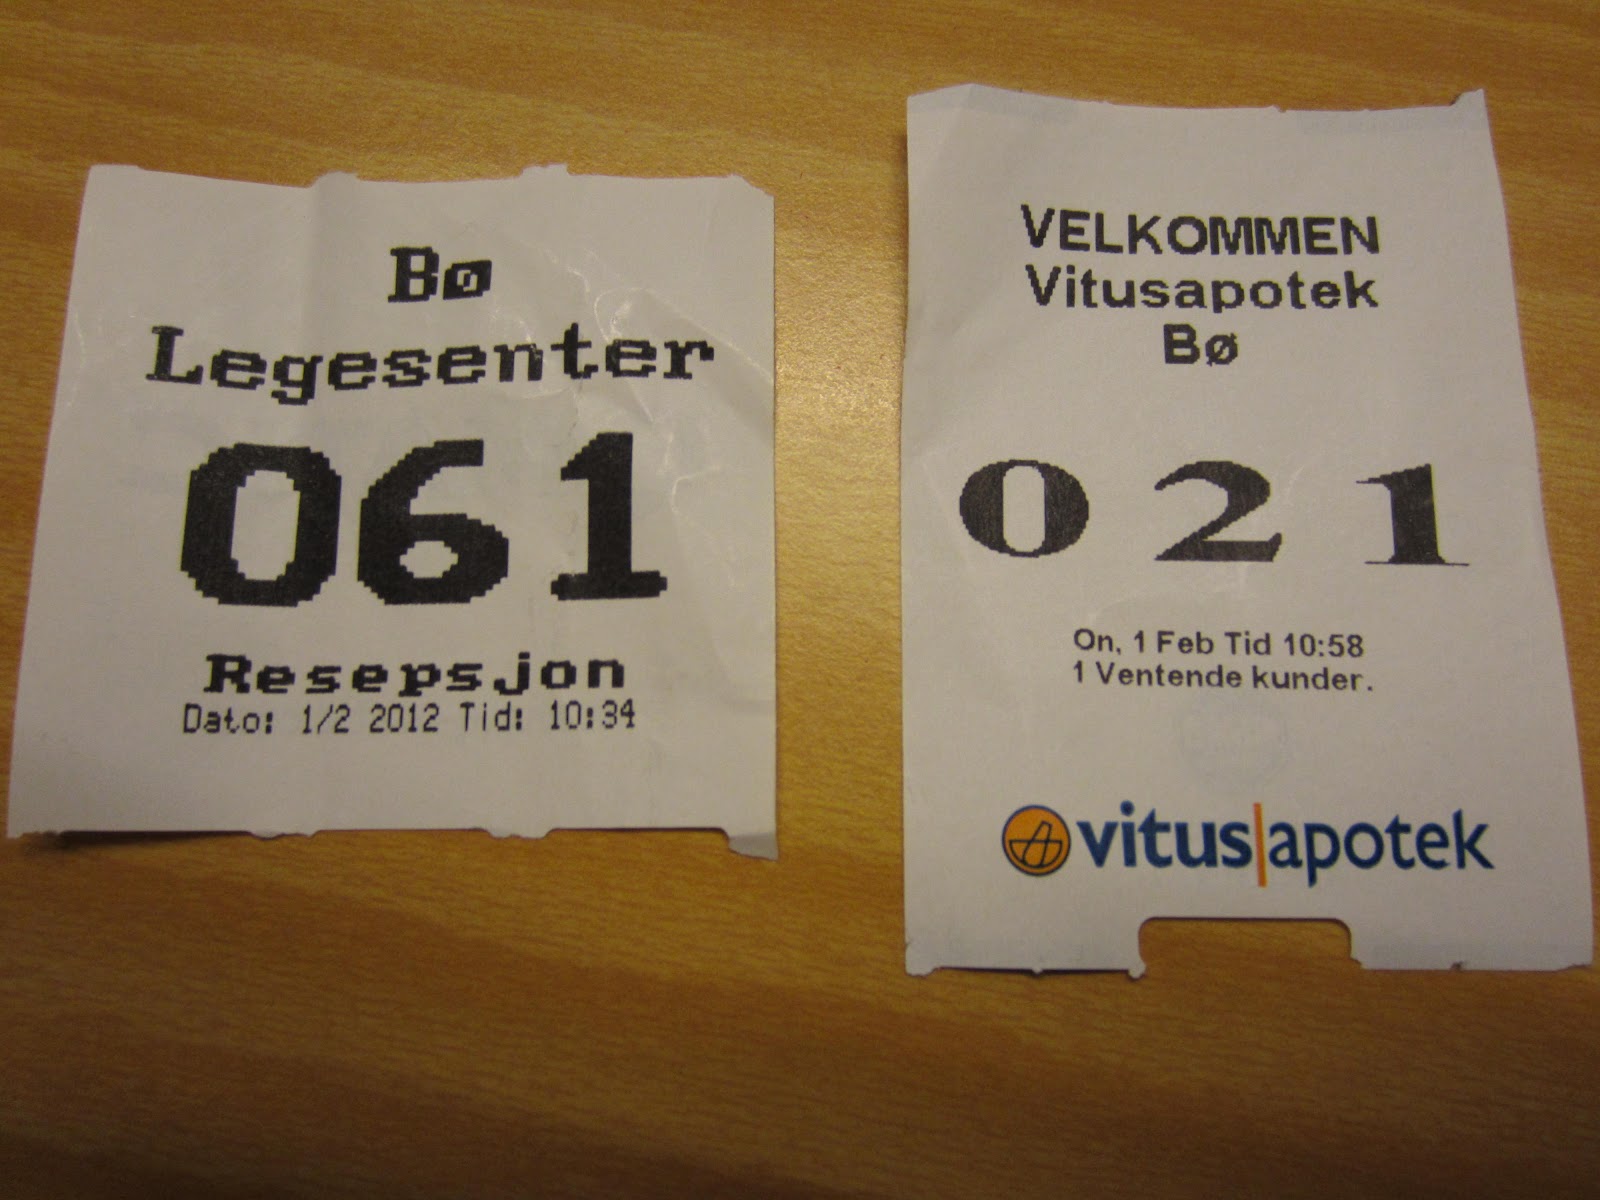 Bø
Legesenter
061
Resepsjon
Dato: 1/2 2012 Tid: 10:34
VELKOMMEN
Vitusapotek
Bø
021
On, 1 Feb Tid 10:58
1 Ventende kunder.
vitus|apotek